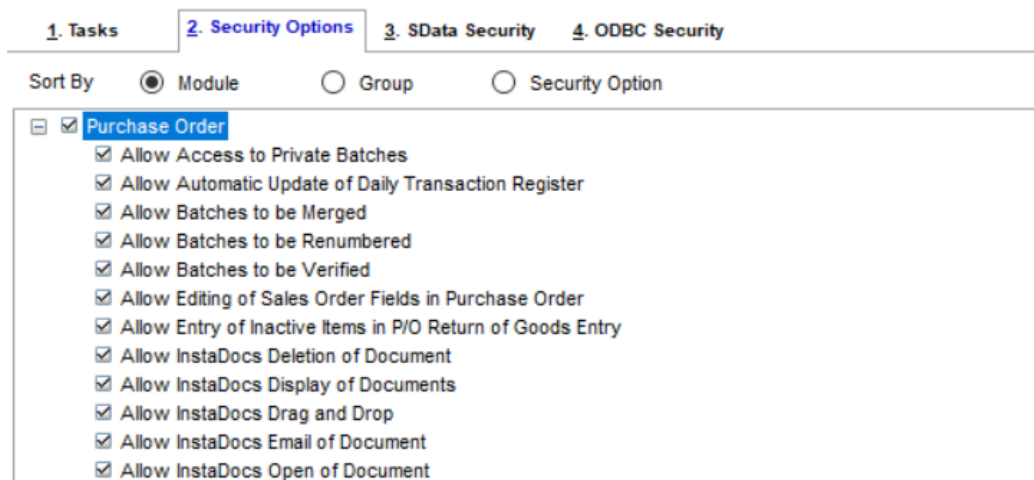 1. Tasks 2. Security Options 3. SData Security 4. ODBC Security
Sort By Module Group Security Option
Purchase Order
Allow Access to Private Batches
Allow Automatic Update of Daily Transaction Register
Allow Batches to be Merged
Allow Batches to be Renumbered
Allow Batches to be Verified
Allow Editing of Sales Order Fields in Purchase Order
Allow Entry of Inactive Items in P/O Return of Goods Entry
Allow InstaDocs Deletion of Document
Allow InstaDocs Display of Documents
Allow InstaDocs Drag and Drop
Allow InstaDocs Email of Document
Allow InstaDocs Open of Document